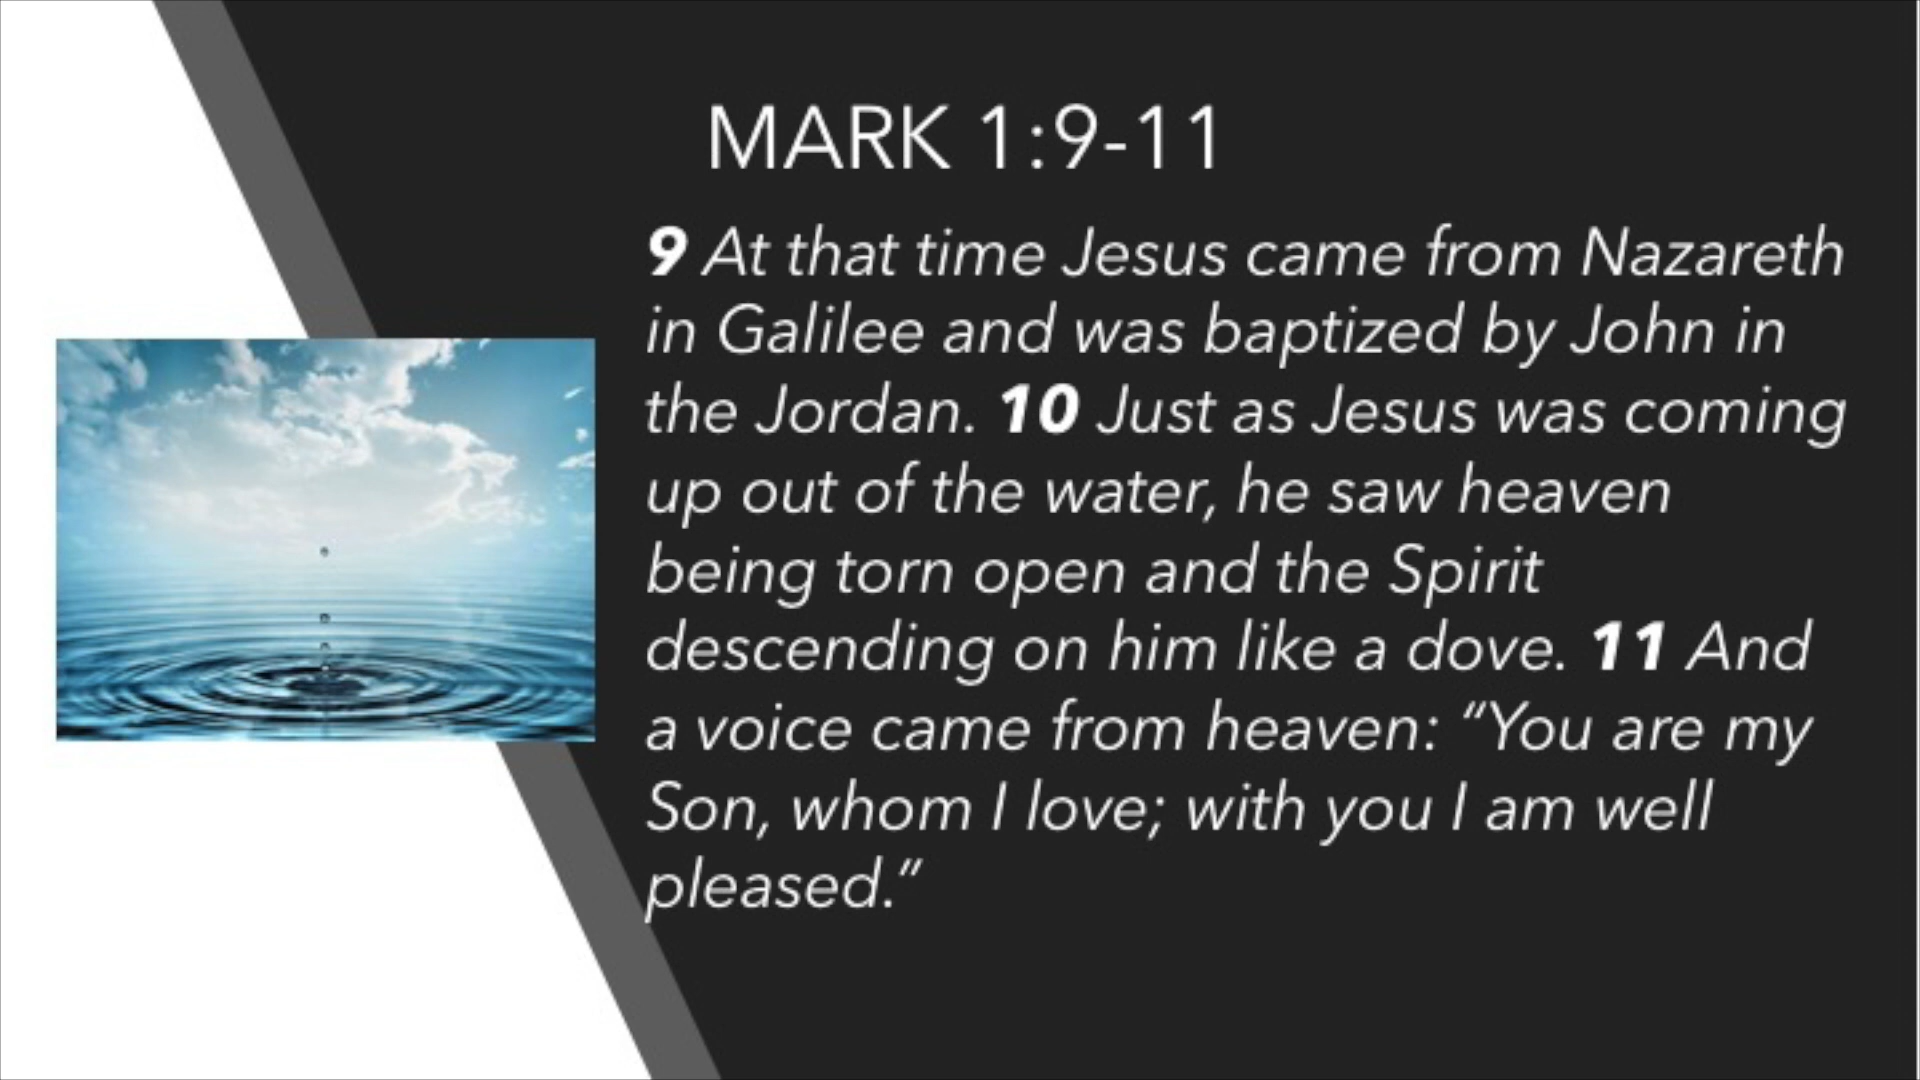 MARK 1:9-11
9 At that time Jesus came from Nazareth
in Galilee and was baptized by John in
the Jordan. 10 Just as Jesus was coming
up out of the water, he saw heaven
being torn open and the Spirit
descending on him like a dove. 11 And
a voice came from heaven: “You are my
Son, whom I love; with you I am well
pleased.”